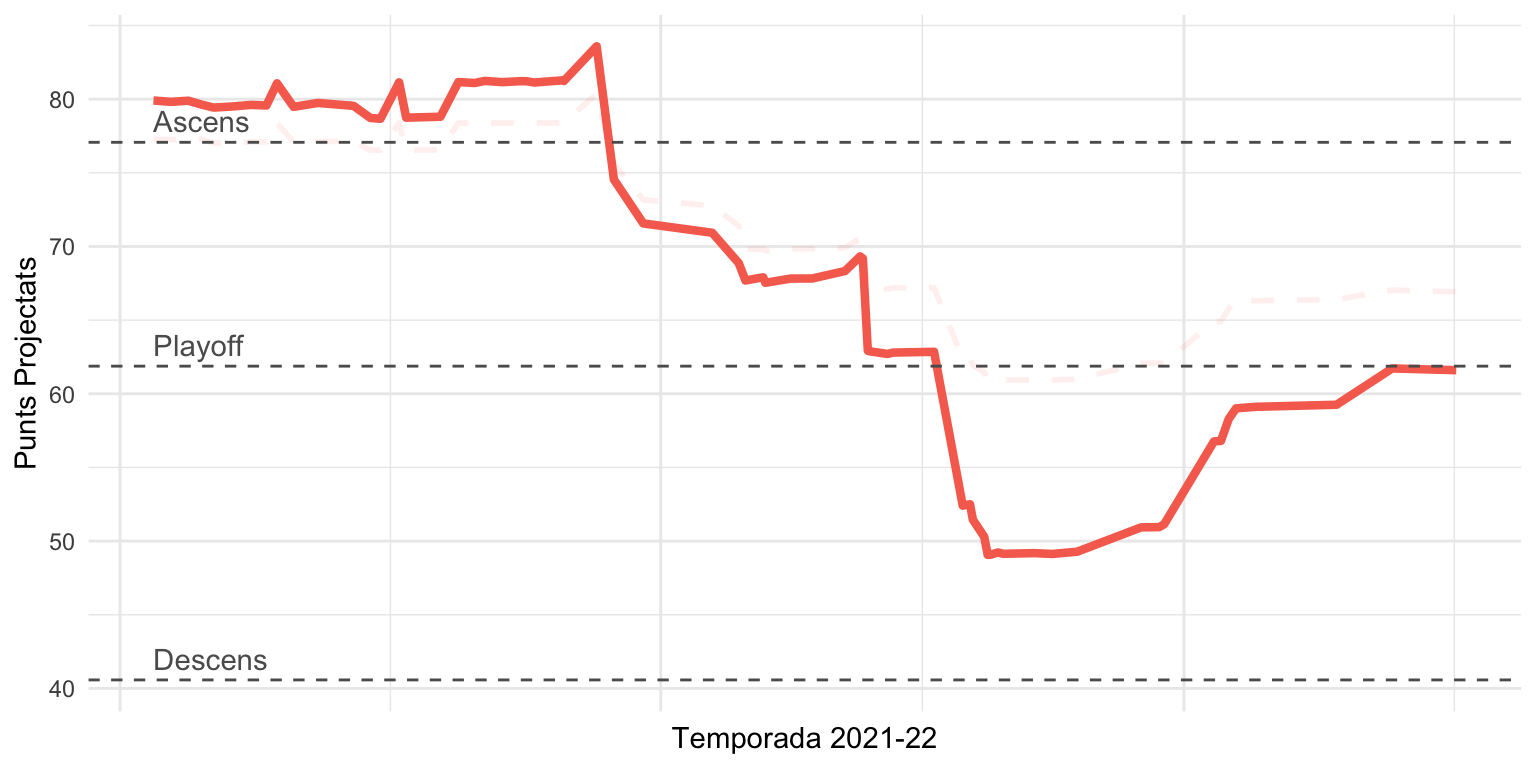 80
Ascens
70
Playoff
60
50
Descens
40
Punts Projectats
Temporada 2021-22